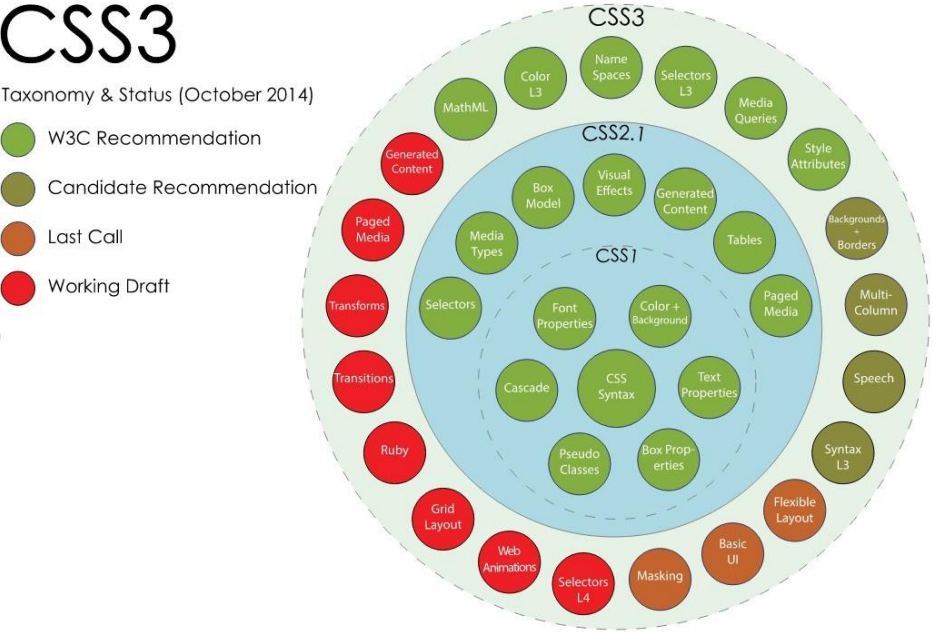 CSS3
Taxonomy & Status (October 2014)
W3C Recommendation
Candidate Recommendation
Last Call
Working Draft
CSS3
Name
Spaces
Color
L3
Selectors
L3
MathML
Media
Queries
Generated
Content
Style
Attributes
Paged
Media
Backgrounds
+
Borders
Transforms
Multi-
Column
Transitions
Speech
Ruby
Syntax
L3
Grid
Layout
Flexible
Layout
Web
Animations
Basic
UI
Selectors
L4
Masking
CSS2.1
Visual
Effects
Box
Model
Generated
Content
Media
Types
Tables
Selectors
Paged
Media
CSS1
Font
Properties
Color +
Background
Cascade
CSS
Syntax
Text
Properties
Pseudo
Classes
Box Prop-
erties